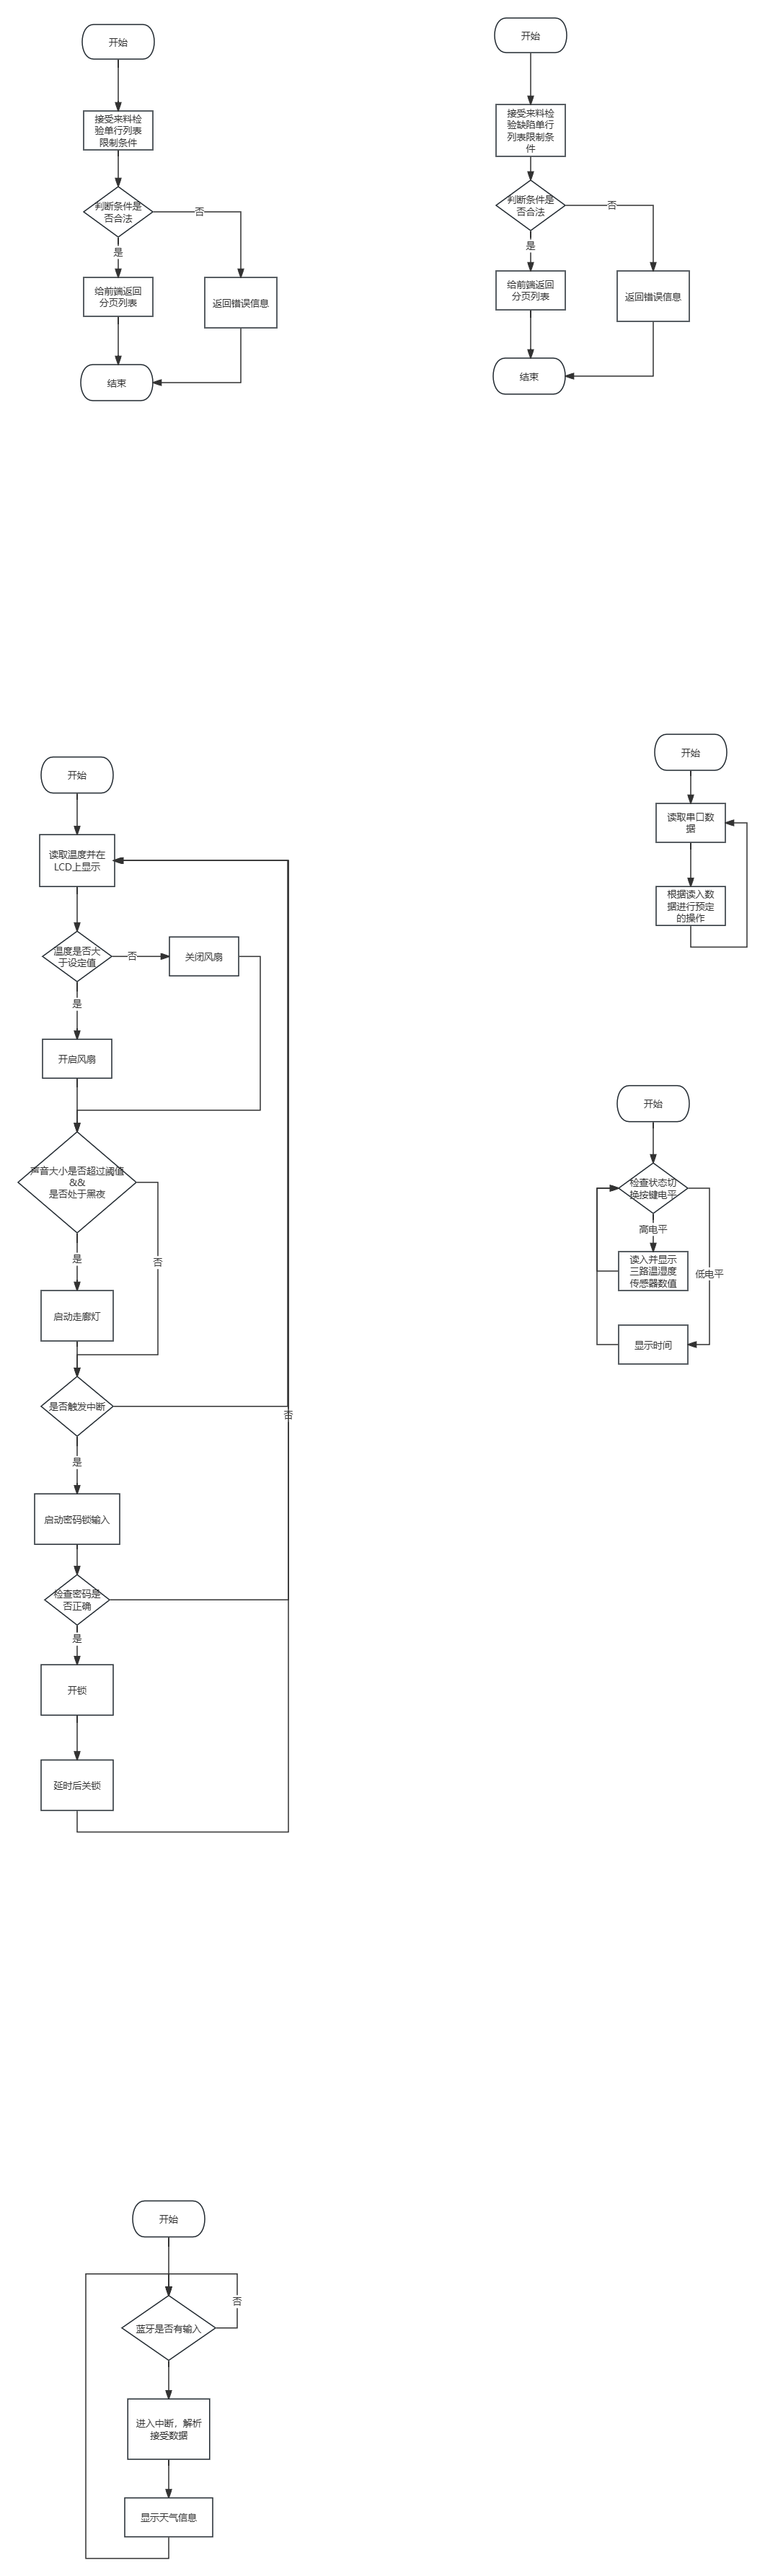 开始
接受来料检
验单行列表
限制条件
判断条件是
否合法
否
是
给前端返回
分页列表
返回错误信息
结束
开始
接受来料检
验缺陷单行
列表限制条
件
判断条件是
否合法
否
是
给前端返回
分页列表
返回错误信息
结束
开始
读取温度并在
LCD上显示
温度是否大
于设定值
否
关闭风扇
是
开启风扇
声音大小是否超过阈值
&&
是否处于黑夜
是
否
启动走廊灯
是否触发中断
否
是
启动密码锁输入
检查密码是
否正确
是
开锁
延时后关锁
开始
读取串口数
据
根据读入数
据进行预定
的操作
开始
检查状态切
换按键电平
高电平
读入并显示
三路温湿度
传感器数值
低电平
显示时间
开始
否
蓝牙是否有输入
进入中断，解析
接受数据
显示天气信息